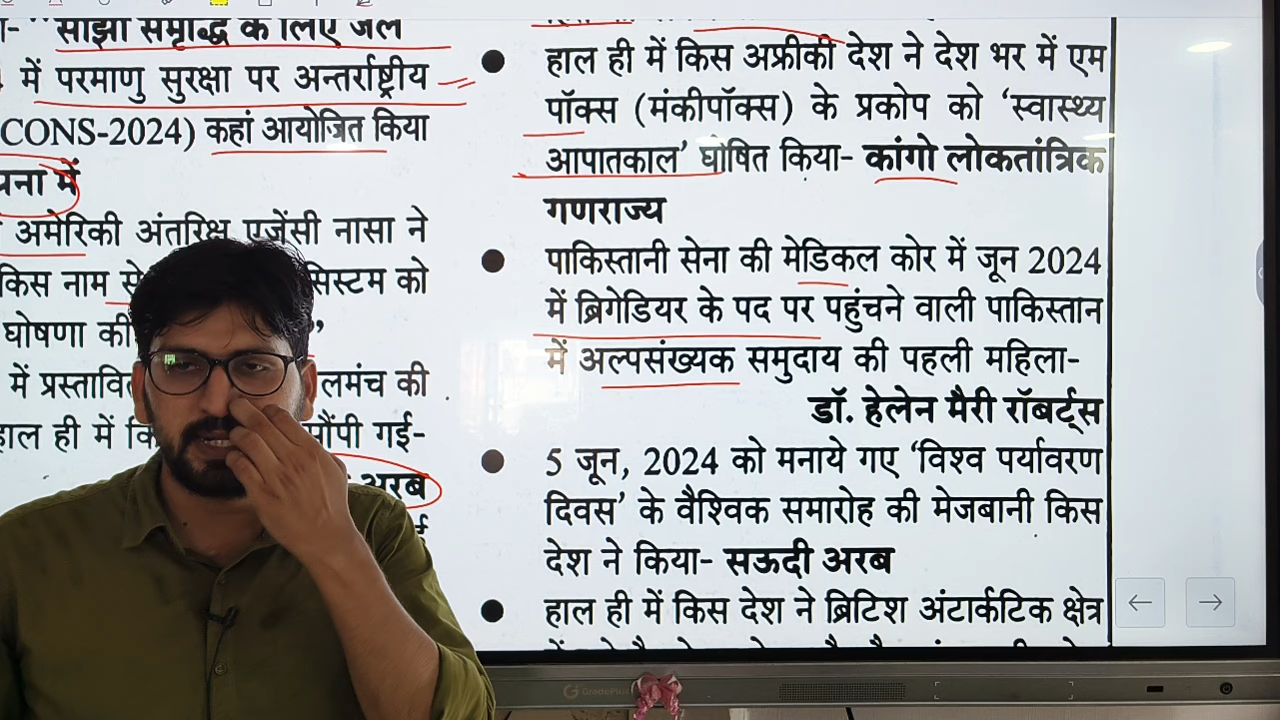 "साझा समृद्धि के लिए जल
में परमाणु सुरक्षा पर अन्तर्राष्ट्रीय
CONS-2024) कहां आयोजित किया
में
अमेरिकी अंतरिक्ष एजेंसी नासा ने
किस नाम से सिस्टम को
घोषणा की
में
की
हाल ही में गई-
अरब
हाल ही में किस अफ्रीकी देश ने देश भर में एम
पॉक्स (मंकीपॉक्स) के प्रकोप को 'स्वास्थ्य
आपातकाल' घोषित किया- कांगो लोकतांत्रिक
गणराज्य
पाकिस्तानी सेना की मेडिकल कोर में जून 2024
में ब्रिगेडियर के पद पर पहुंचने वाली पाकिस्तान
में अल्पसंख्यक समुदाय की पहली महिला-
डॉ. हेलेन मैरी रॉबर्ट्स
5 जून, 2024 को मनाये गए 'विश्व पर्यावरण
दिवस' के वैश्विक समारोह की मेजबानी किस
देश ने किया- सऊदी अरब
हाल ही में किस देश ने ब्रिटिश अंटार्कटिक क्षेत्र
GradePlus